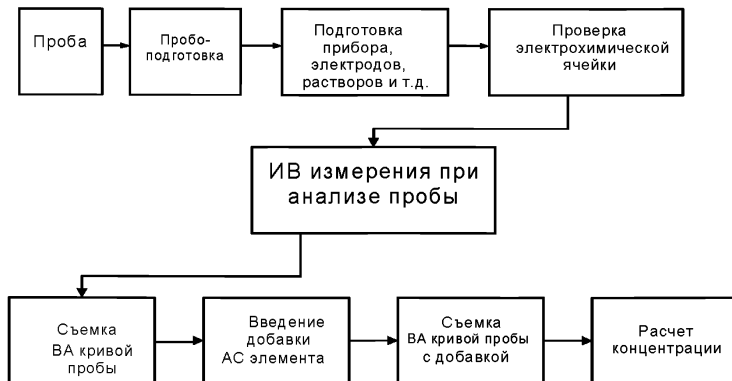 Проба
Пробо-
подготовка
Подготовка
прибора,
электродов,
растворов и т.д.
Проверка
электрохимической
ячейки
ИВ измерения при
анализе пробы
Съемка
ВА кривой
пробы
Введение
добавки
АС элемента
Съемка
ВА кривой пробы
с добавкой
Расчет
концентрации